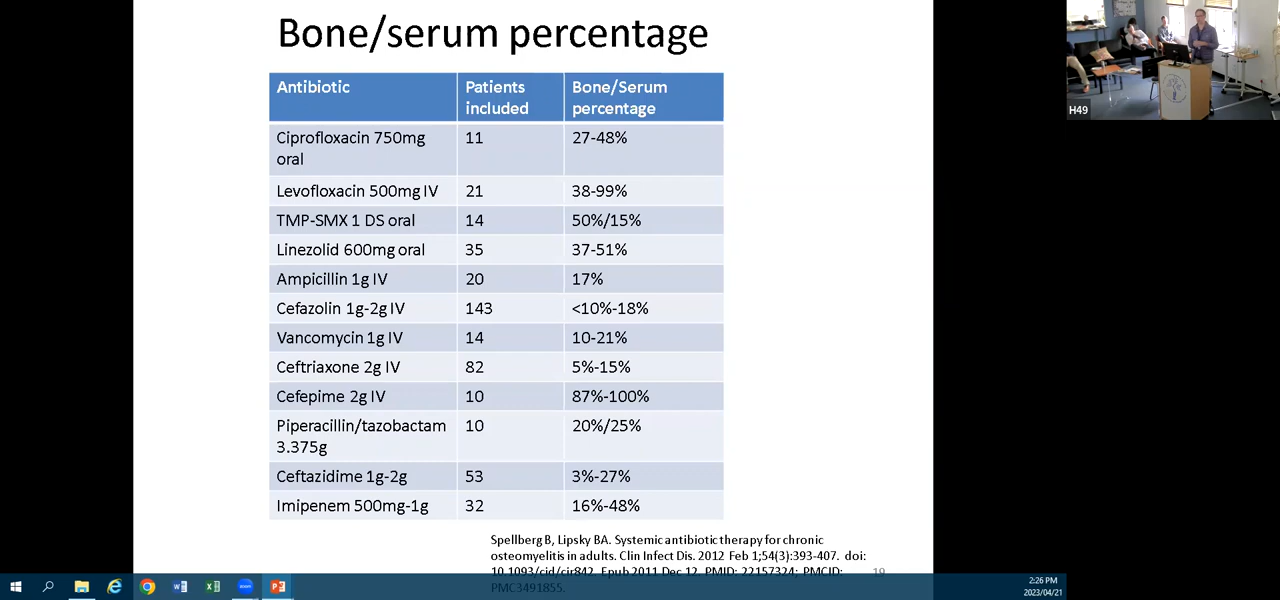 Bone/serum percentage
Antibiotic
Patients included
Bone/Serum percentage
Ciprofloxacin 750mg oral
11
27-48%
Levofloxacin 500mg IV
21
38-99%
TMP-SMX 1 DS oral
14
50%/15%
Linezolid 600mg oral
35
37-51%
Ampicillin 1g IV
20
17%
Cefazolin 1g-2g IV
143
<10%-18%
Vancomycin 1g IV
14
10-21%
Ceftriaxone 2g IV
82
5%-15%
Cefepime 2g IV
10
87%-100%
Piperacillin/tazobactam 3.375g
10
20%/25%
Ceftazidime 1g-2g
53
3%-27%
Imipenem 500mg-1g
32
16%-48%
Spellberg B, Lipsky BA. Systemic antibiotic therapy for chronic
osteomyelitis in adults. Clin Infect Dis. 2012 Feb 1;54(3):393-407. doi:
10.1093/cid/cir842. Epub 2011 Dec 12. PMID: 22157324; PMCID:
PMC3491855.
19
H49
2:26 PM
2023/04/21